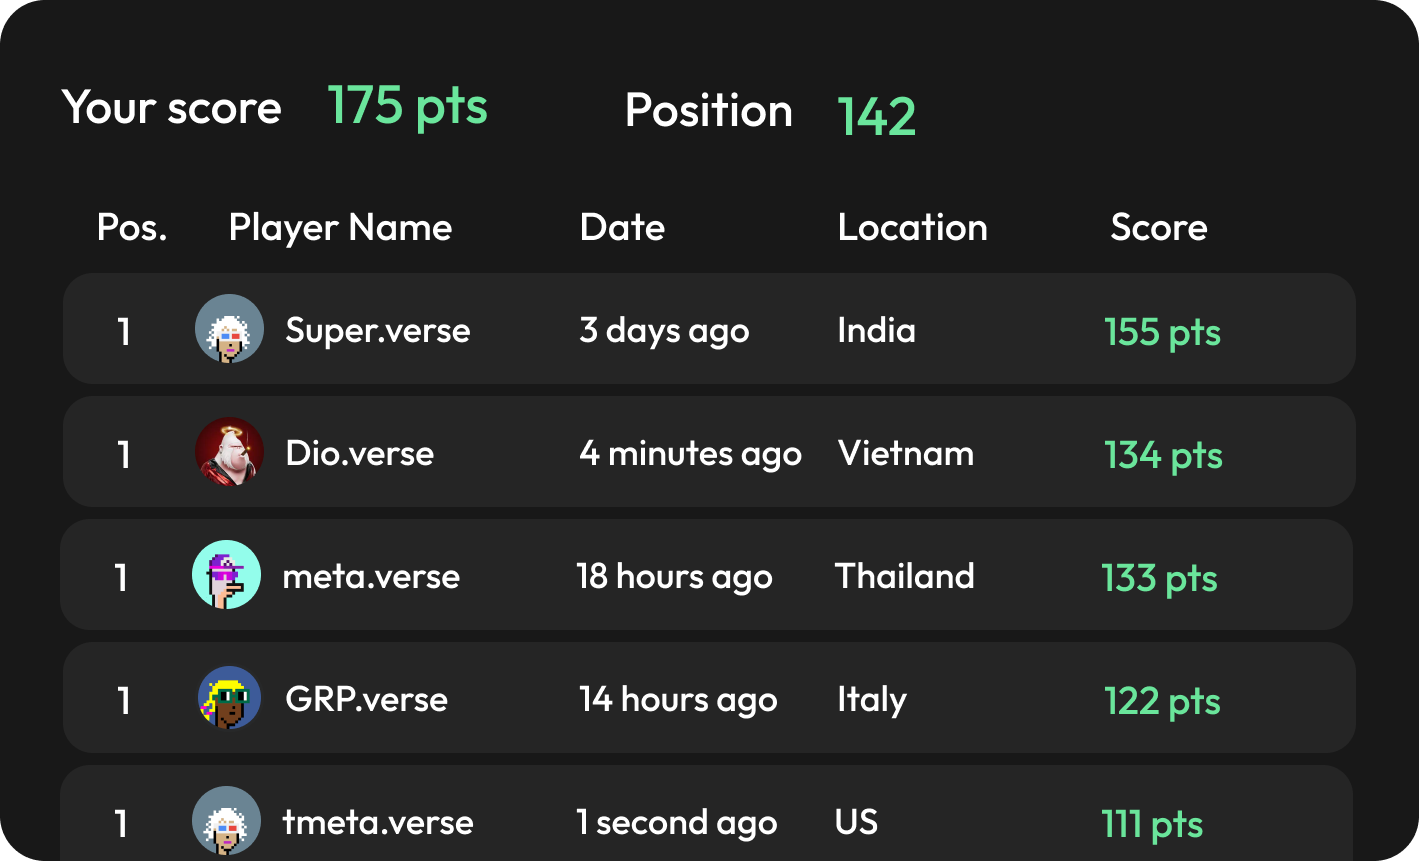 Your score 175 pts Position 142
Pos. Player Name Date Location Score
1 Super.verse 3 days ago India 155 pts
1 Dio.verse 4 minutes ago Vietnam 134 pts
1 meta.verse 18 hours ago Thailand 133 pts
1 GRP.verse 14 hours ago Italy 122 pts
1 tmeta.verse 1 second ago US 111 pts